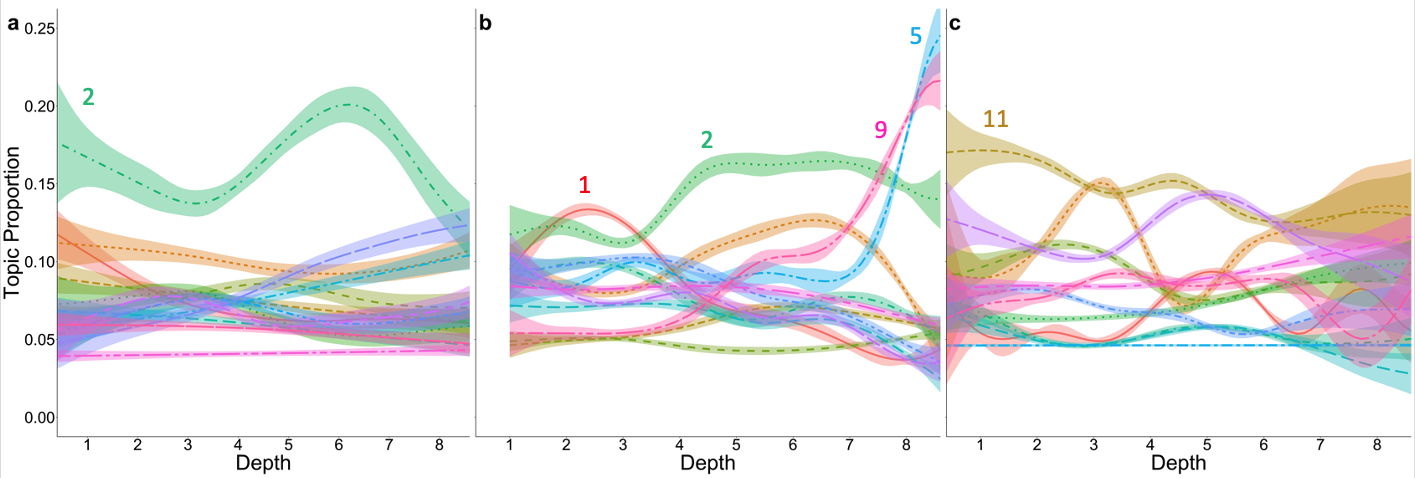 a b c
0.25 5
0.20 2
9 11
2
0.15 1
0.10
0.05
0.00
Topic Proportion
1 2 3 4 5 6 7 8 1 2 3 4 5 6 7 8 1 2 3 4 5 6 7 8
Depth Depth Depth